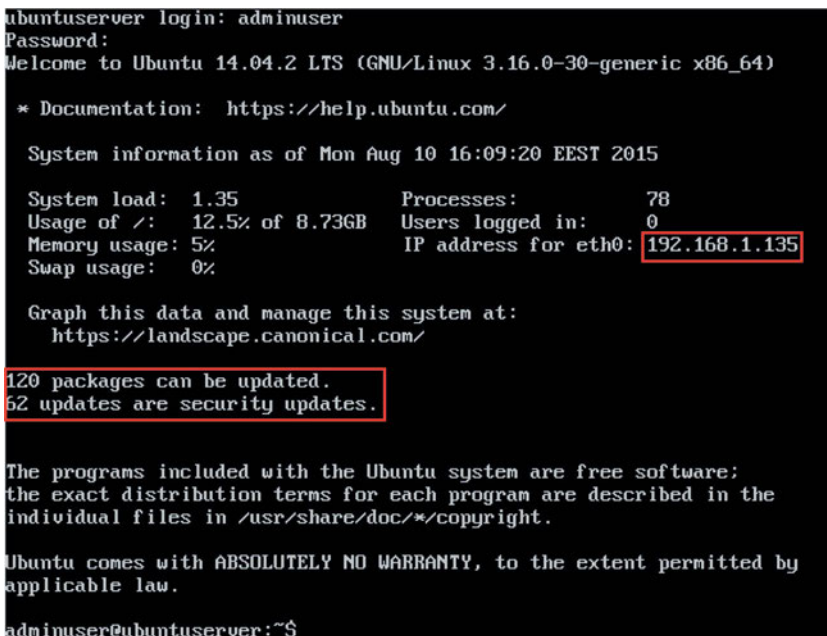 ubuntuserver login: adminuser
Password:
Welcome to Ubuntu 14.04.2 LTS (GNU/Linux 3.16.0-30-generic x86_64)
* Documentation: https://help.ubuntu.com/
System information as of Mon Aug 10 16:09:20 EEST 2015
System load: 1.35 Processes: 78
Usage of /: 12.5% of 8.73GB Users logged in: 0
Memory usage: 5% IP address for eth0: 192.168.1.135
Swap usage: 0%
Graph this data and manage this system at:
https://landscape.canonical.com/
120 packages can be updated.
62 updates are security updates.
The programs included with the Ubuntu system are free software;
the exact distribution terms for each program are described in the
individual files in /usr/share/doc/*/copyright.
Ubuntu comes with ABSOLUTELY NO WARRANTY, to the extent permitted by
applicable law.
adminuser@ubuntuserver:~$